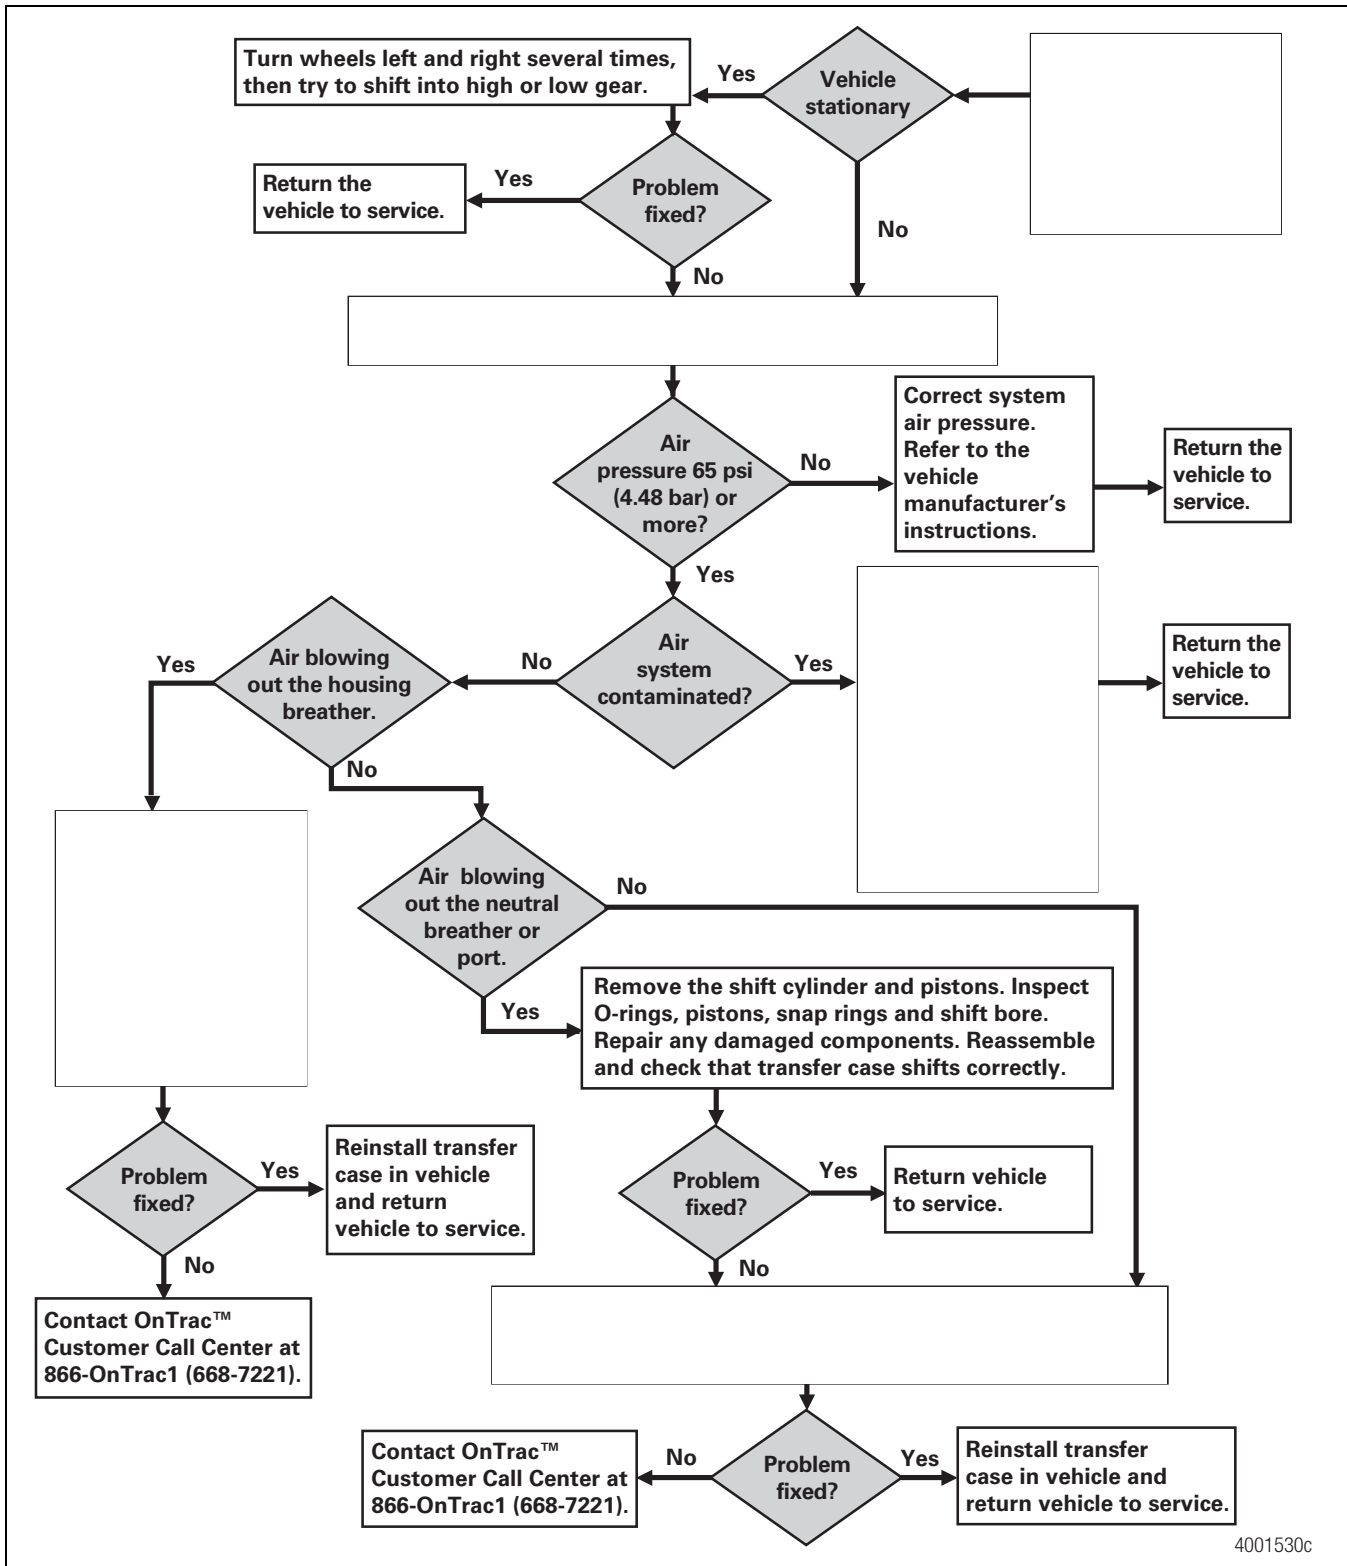 Turn wheels left and right several times,
then try to shift into high or low gear.
Yes
Vehicle
stationary
Return the
vehicle to service.
Yes
Problem
fixed?
No
No
Air
pressure 65 psi
(4.48 bar) or
more?
No
Correct system
air pressure.
Refer to the
vehicle
manufacturer's
instructions.
Return the
vehicle to
service.
Yes
Yes
Air blowing
out the housing
breather.
No
Air
system
contaminated?
Yes
Return the
vehicle to
service.
No
Air  blowing
out the neutral
breather or
port.
No
Yes
Remove the shift cylinder and pistons. Inspect
O-rings, pistons, snap rings and shift bore.
Repair any damaged components. Reassemble
and check that transfer case shifts correctly.
Problem
fixed?
Yes
Reinstall transfer
case in vehicle
and return
vehicle to service.
Problem
fixed?
Yes
Return vehicle
to service.
No
No
Contact OnTrac™
Customer Call Center at
866-OnTrac1 (668-7221).
Contact OnTrac™
Customer Call Center at
866-OnTrac1 (668-7221).
No
Problem
fixed?
Yes
Reinstall transfer
case in vehicle and
return vehicle to service.
4001530c